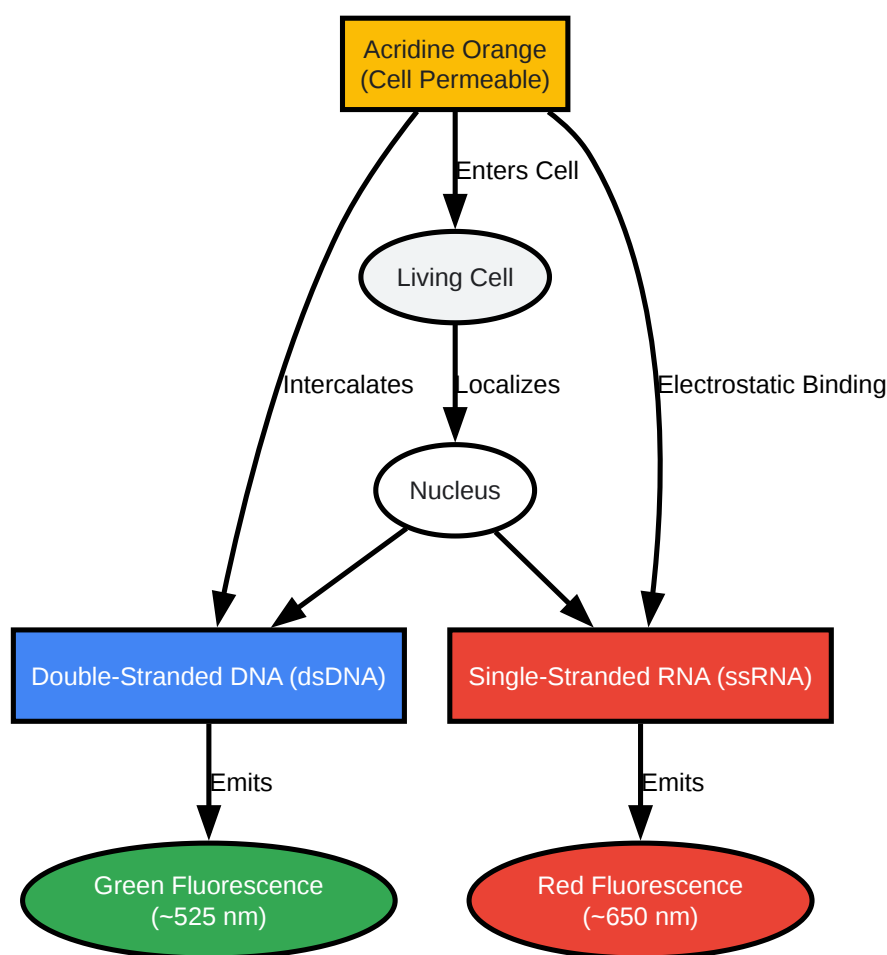 Acridine Orange
(Cell Permeable)
Enters Cell
Living Cell
Intercalates
Localizes
Electrostatic Binding
Nucleus
Double-Stranded DNA (dsDNA)
Single-Stranded RNA (ssRNA)
Emits
Emits
Green Fluorescence
(~525 nm)
Red Fluorescence
(~650 nm)